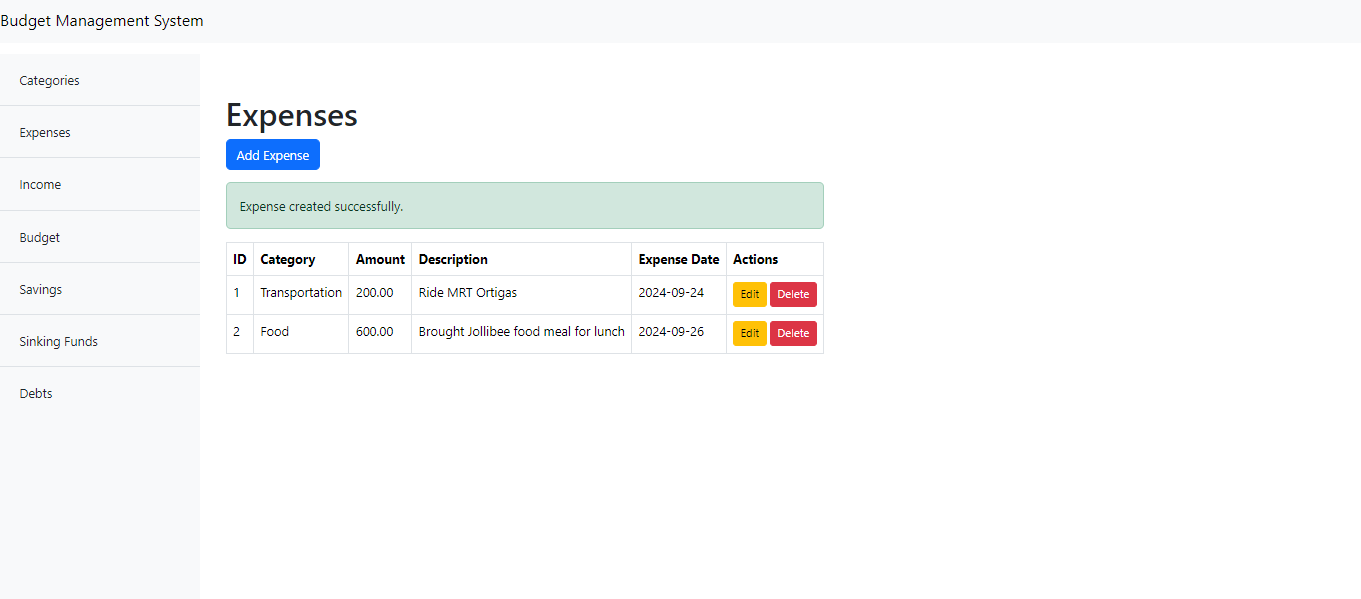 Budget Management System
Categories
Expenses
Income
Budget
Savings
Sinking Funds
Debts
Expenses
Add Expense
Expense created successfully.
ID Category Amount Description Expense Date Actions
1 Transportation 200.00 Ride MRT Ortigas 2024-09-24 Edit Delete
2 Food 600.00 Brought Jollibee food meal for lunch 2024-09-26 Edit Delete